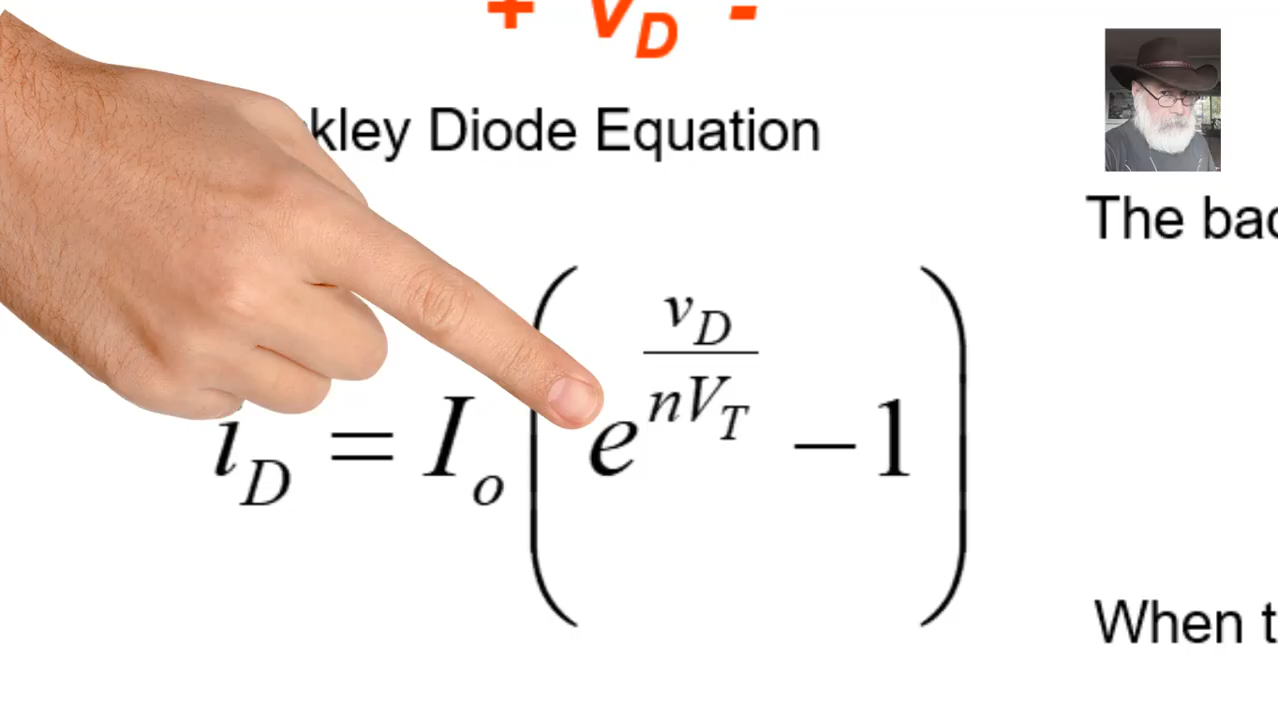 + vD -
kley Diode Equation
The bac
iD = Io ( e^(vD / nVT) − 1 )
When t